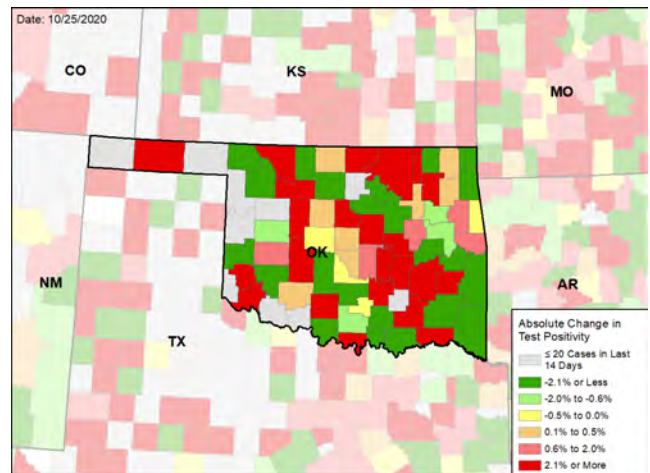 Date: 10/25/2020
CO
KS
MO
OK
NM
AR
TX
Absolute Change in
Test Positivity
≤ 20 Cases in Last
14 Days
-2.1% or Less
-2.0% to -0.6%
-0.5% to 0.0%
0.1% to 0.5%
0.6% to 2.0%
2.1% or More